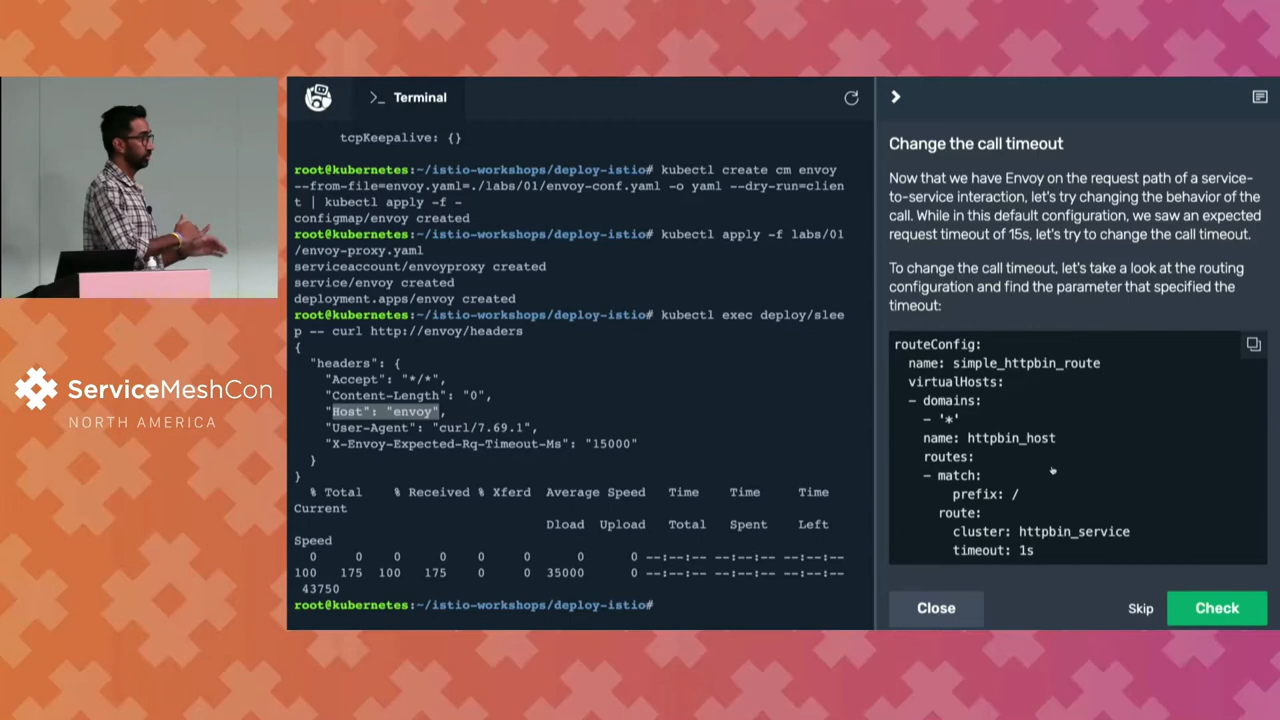 >_ Terminal
tcpKeepalive: {}
root@kubernetes:~/istio-workshops/deploy-istio# kubectl create cm envoy
--from-file=envoy.yaml=./labs/01/envoy-conf.yaml -o yaml --dry-run=clien
t | kubectl apply -f -
configmap/envoy created
root@kubernetes:~/istio-workshops/deploy-istio# kubectl apply -f labs/01
/envoy-proxy.yaml
serviceaccount/envoyproxy created
service/envoy created
deployment.apps/envoy created
root@kubernetes:~/istio-workshops/deploy-istio# kubectl exec deploy/slee
p -- curl http://envoy/headers
{
"headers": {
"Accept": "*/*",
"Content-Length": "0",
"Host": "envoy",
"User-Agent": "curl/7.69.1",
"X-Envoy-Expected-Rq-Timeout-Ms": "15000"
}
}
% Total % Received % Xferd Average Speed Time Time Time
Current
Dload Upload Total Spent Left
Speed
0 0 0 0 0 0 0 0 --:--:-- --:--:-- --:--:--
100 175 100 175 0 0 35000 0 --:--:-- --:--:-- --:--:--
43750
root@kubernetes:~/istio-workshops/deploy-istio#
Change the call timeout
Now that we have Envoy on the request path of a service-
to-service interaction, let's try changing the behavior of the
call. While in this default configuration, we saw an expected
request timeout of 15s, let's try to change the call timeout.
To change the call timeout, let's take a look at the routing
configuration and find the parameter that specified the
timeout:
routeConfig:
name: simple_httpbin_route
virtualHosts:
- domains:
- '*'
name: httpbin_host
routes:
- match:
prefix: /
route:
cluster: httpbin_service
timeout: 1s
Close
Skip
Check
ServiceMeshCon
NORTH AMERICA